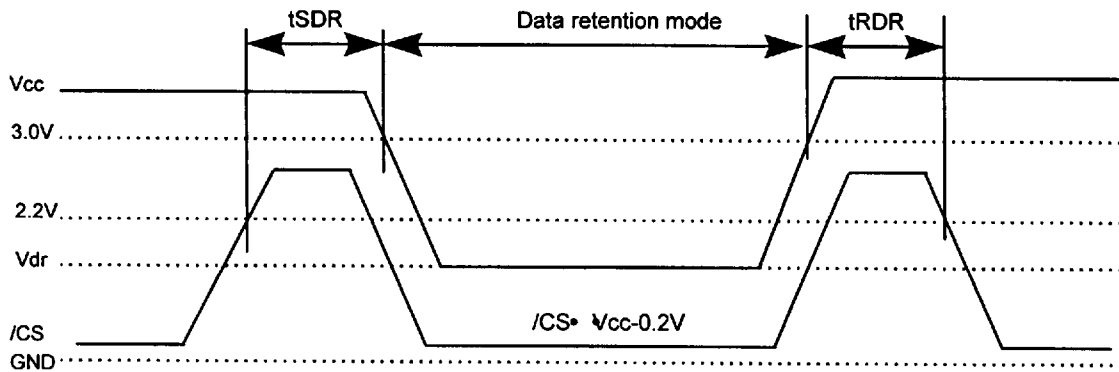 tSDR Data retention mode tRDR
Vcc
3.0V
2.2V
Vdr
/CS• Vcc-0.2V
/CS
GND